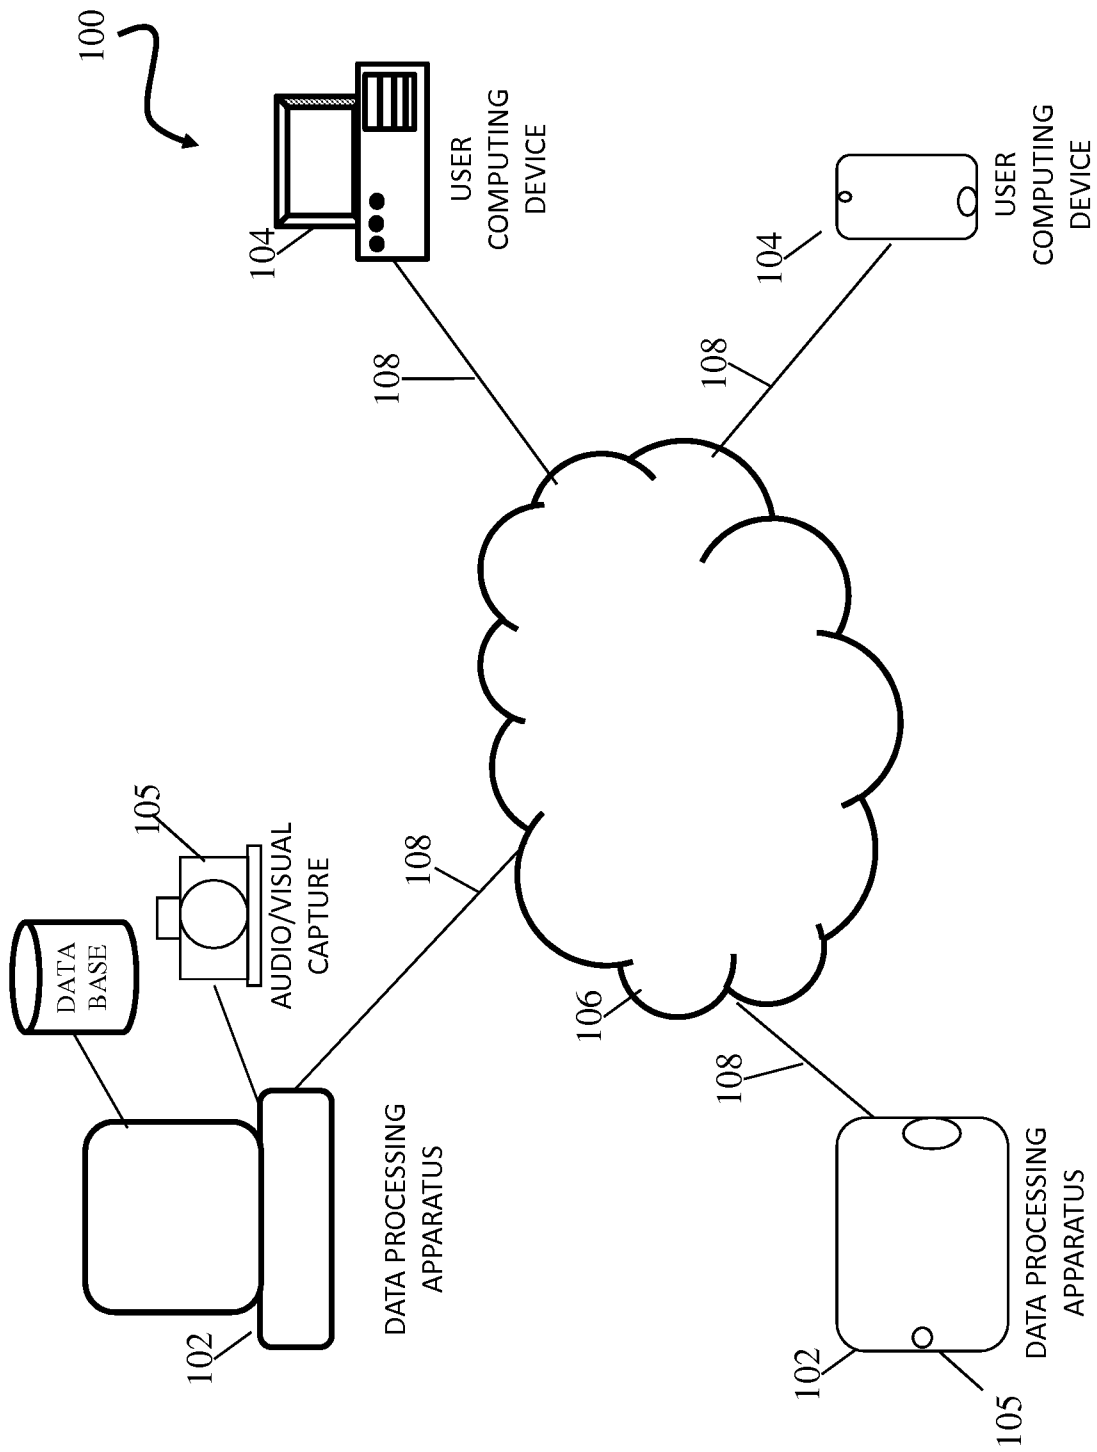 100
DATA
BASE
105
102
104
AUDIO/VISUAL
CAPTURE
108
108
DATA PROCESSING
APPARATUS
USER
COMPUTING
DEVICE
106
108
108
104
102
105
DATA PROCESSING
APPARATUS
USER
COMPUTING
DEVICE